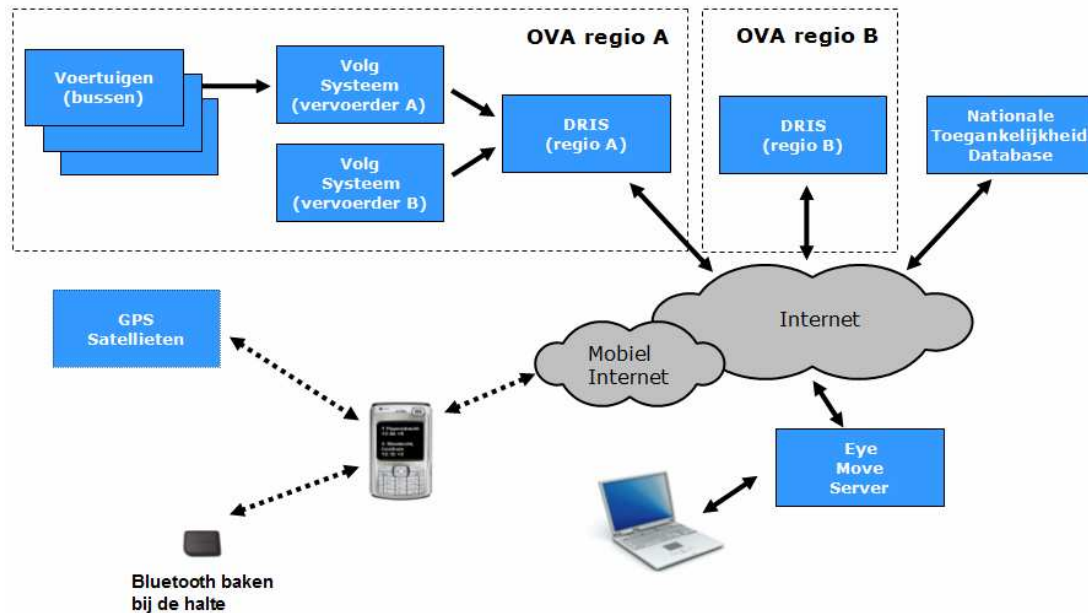 OVA regio A
OVA regio B
Voertuigen
(bussen)
Volg
Systeem
(vervoerder A)
DRIS
(regio A)
DRIS
(regio B)
Nationale
Toegankelijkheid
Database
Volg
Systeem
(vervoerder B)
Internet
GPS
Satellieten
Mobiel
Internet
Eye
Move
Server
Bluetooth baken
bij de halte